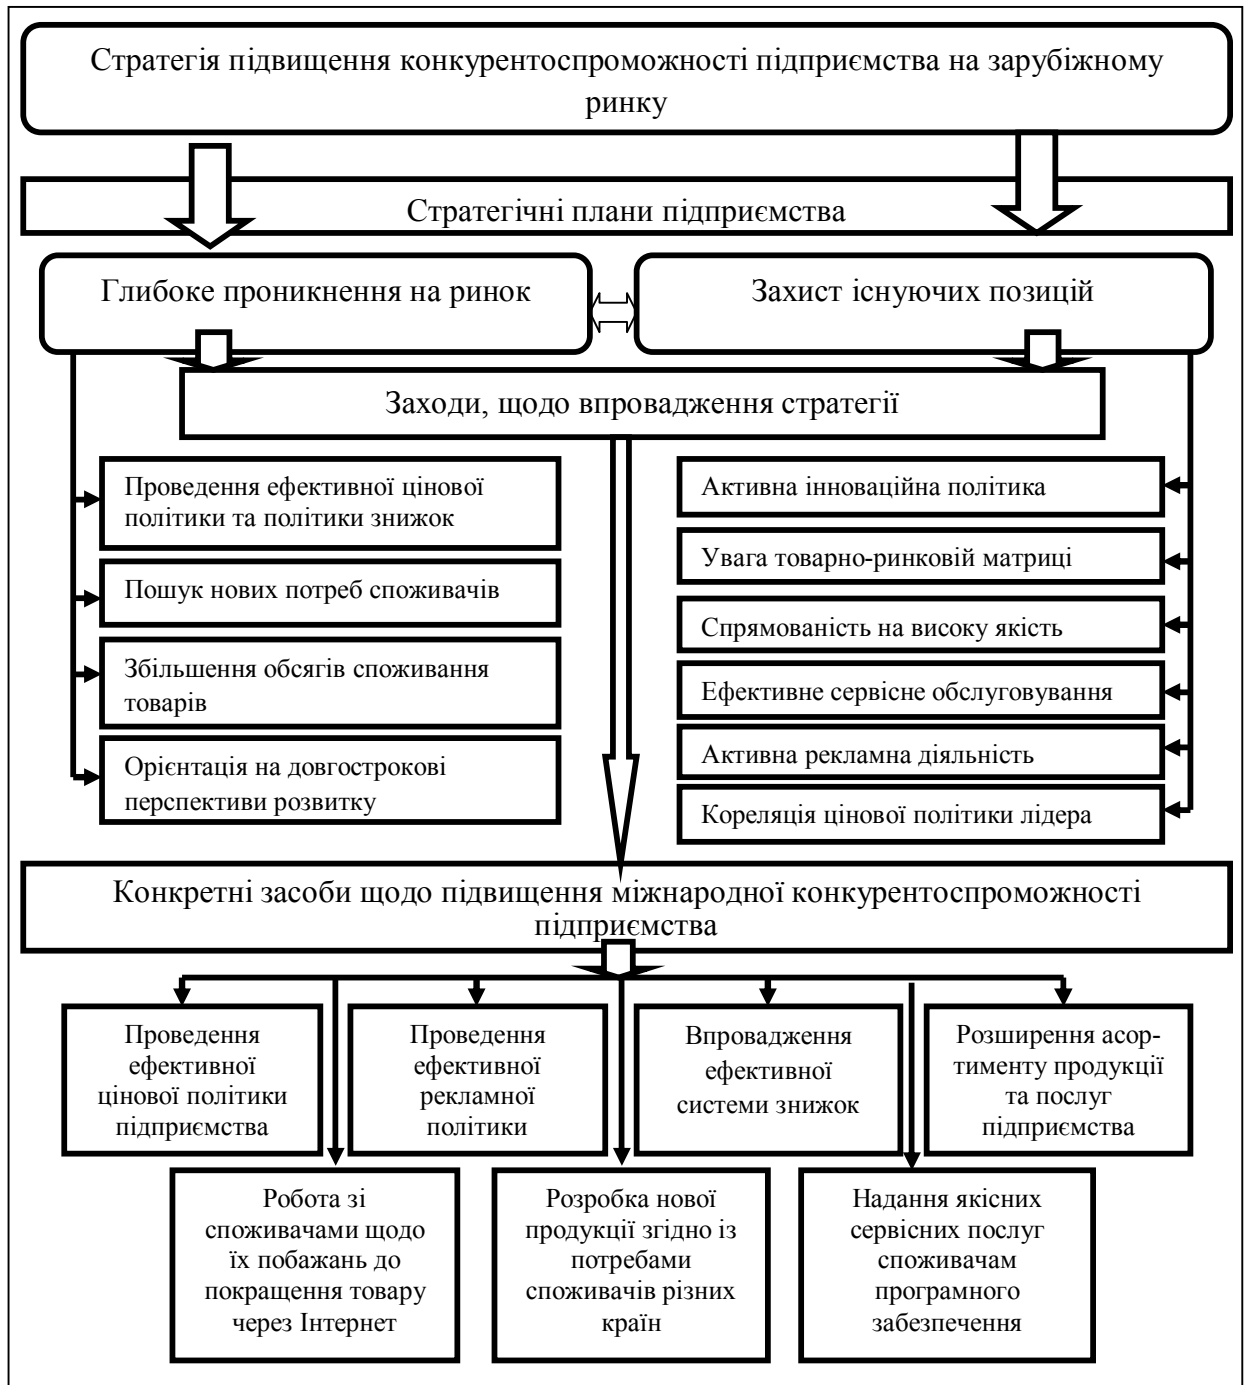 Стратегія підвищення конкурентоспроможності підприємства на зарубіжному
ринку
Стратегічні плани підприємства
Глибоке проникнення на ринок
Захист існуючих позицій
Заходи, щодо впровадження стратегії
Проведення ефективної цінової
політики та політики знижок
Пошук нових потреб споживачів
Збільшення обсягів споживання
товарів
Орієнтація на довгострокові
перспективи розвитку
Активна інноваційна політика
Увага товарно-ринковій матриці
Спрямованість на високу якість
Ефективне сервісне обслуговування
Активна рекламна діяльність
Кореляція цінової політики лідера
Конкретні засоби щодо підвищення міжнародної конкурентоспроможності
підприємства
Проведення
ефективної
цінової політики
підприємства
Проведення
ефективної
рекламної
політики
Впровадження
ефективної
системи знижок
Розширення асор-
тименту продукції
та послуг
підприємства
Робота зі
споживачами щодо
їх побажань до
покращення товару
через Інтернет
Розробка нової
продукції згідно із
потребами
споживачів різних
країн
Надання якісних
сервісних послуг
споживачам
програмного
забезпечення